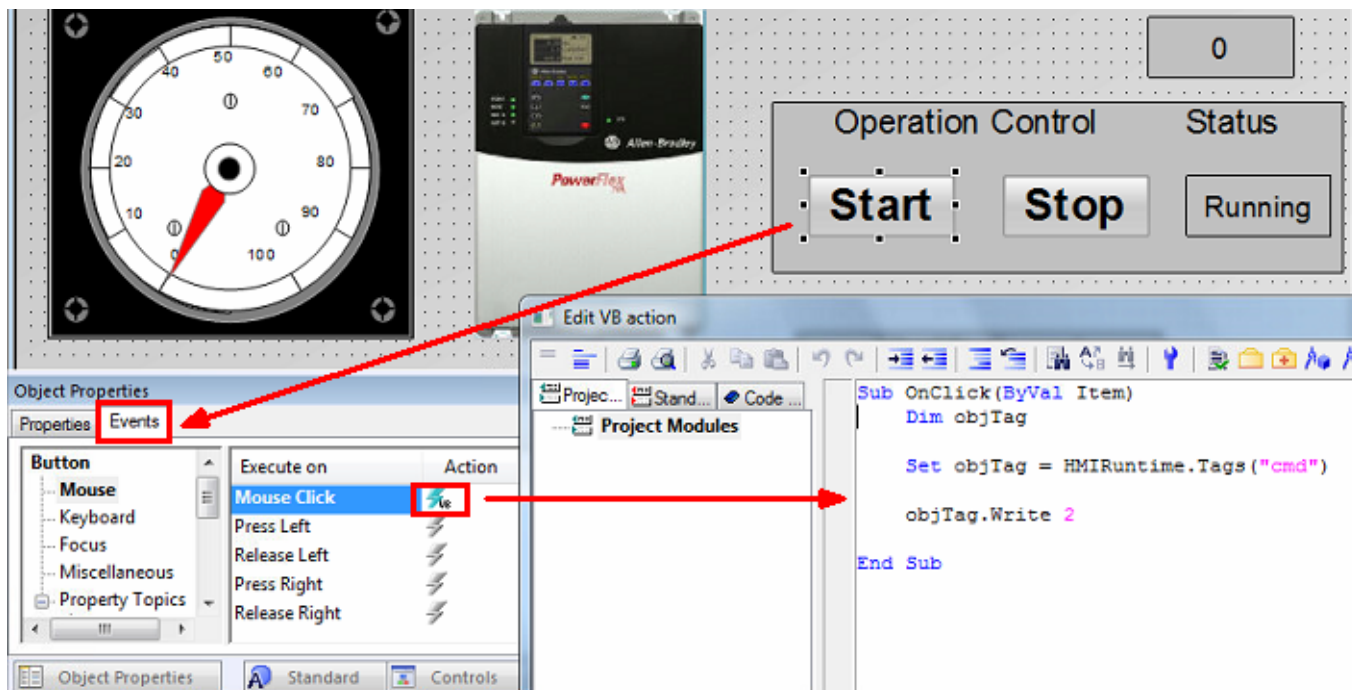 50
40
60
30
70
20
80
10
90
0
100
Allen-Bradley
PowerFlex
0
Operation Control
Status
Start
Stop
Running
Edit VB action
Projec...
Stand...
Code ...
Project Modules
Sub OnClick(ByVal Item)
Dim objTag
Set objTag = HMIRuntime.Tags("cmd")
objTag.Write 2
End Sub
Object Properties
Properties
Events
Button
Mouse
Keyboard
Focus
Miscellaneous
Property Topics
Execute on
Action
Mouse Click
Press Left
Release Left
Press Right
Release Right
Object Properties
Standard
Controls